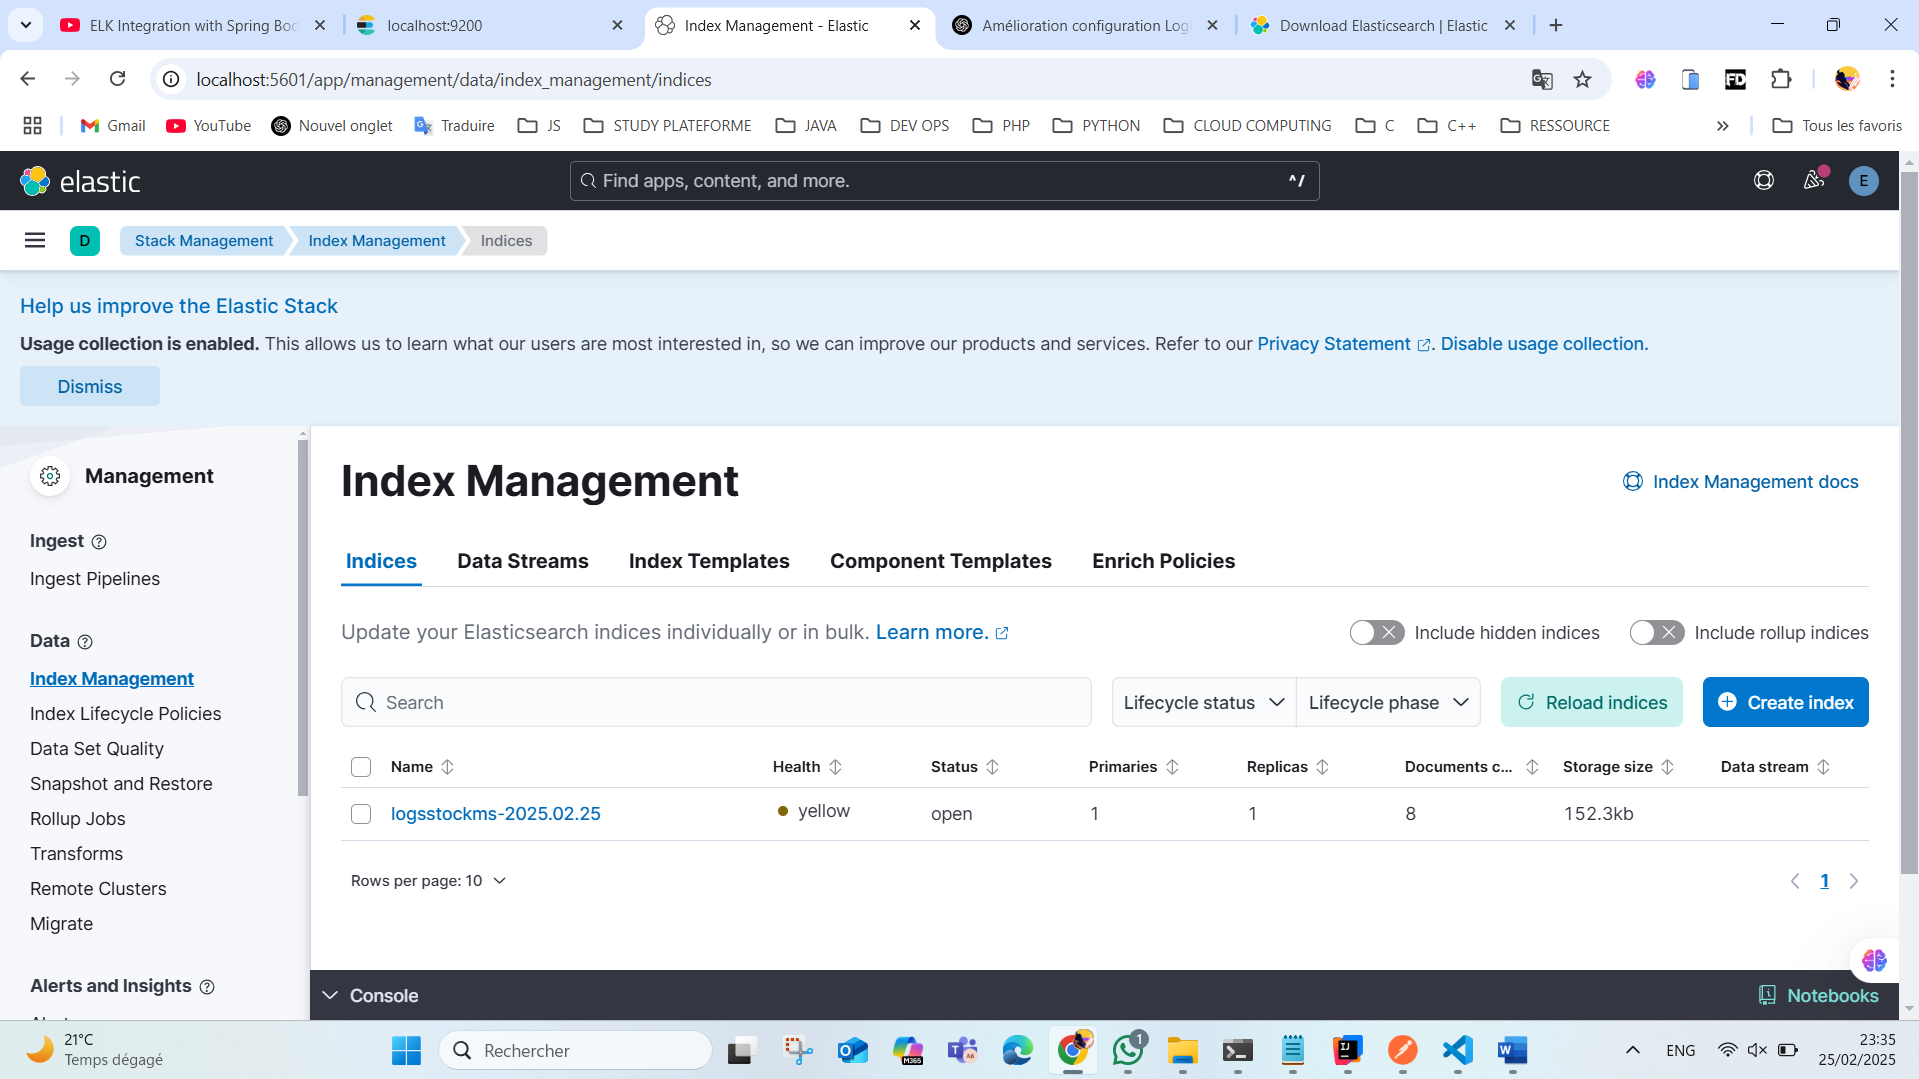 ELK Integration with Spring Boo
localhost:9200
Index Management - Elastic
Amélioration configuration Log
Download Elasticsearch | Elastic
localhost:5601/app/management/data/index_management/indices
Gmail YouTube Nouvel onglet Traduire JS STUDY PLATEFORME JAVA DEV OPS PHP PYTHON CLOUD COMPUTING C C++ RESSOURCE » Tous les favoris
elastic
Find apps, content, and more. ^/
E
D Stack Management Index Management Indices
Help us improve the Elastic Stack
Usage collection is enabled. This allows us to learn what our users are most interested in, so we can improve our products and services. Refer to our Privacy Statement. Disable usage collection.
Dismiss
Management
Ingest
Ingest Pipelines
Data
Index Management
Index Lifecycle Policies
Data Set Quality
Snapshot and Restore
Rollup Jobs
Transforms
Remote Clusters
Migrate
Alerts and Insights
Index Management
Index Management docs
Indices Data Streams Index Templates Component Templates Enrich Policies
Update your Elasticsearch indices individually or in bulk. Learn more.
Include hidden indices Include rollup indices
Search
Lifecycle status Lifecycle phase Reload indices Create index
Name Health Status Primaries Replicas Documents c... Storage size Data stream
logsstockms-2025.02.25 yellow open 1 1 8 152.3kb
Rows per page: 10
1
Console
Notebooks
21°C
Temps dégagé
Rechercher
1
ENG
23:35
25/02/2025